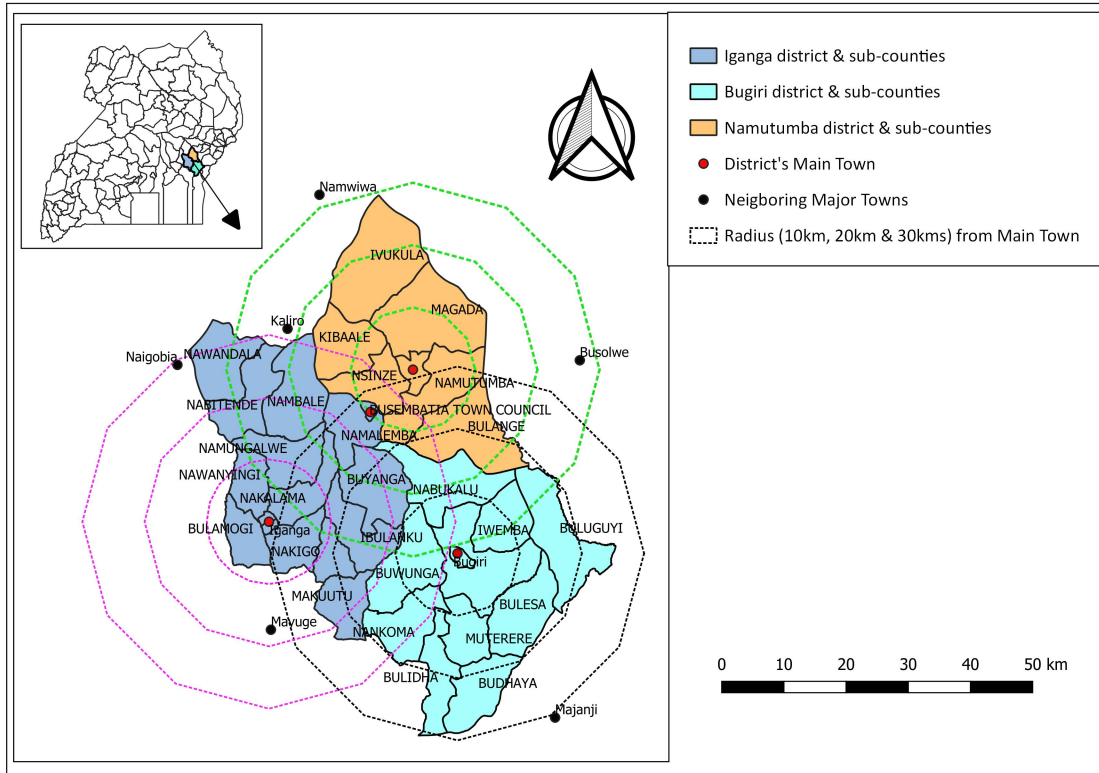 Iganga district & sub-counties
Bugiri district & sub-counties
Namutumba district & sub-counties
District's Main Town
Neigboring Major Towns
Radius (10km, 20km & 30kms) from Main Town
Namwiwa
IVUKULA
MAGADA
Kaliro
KIBAALE
Naigobia
NAWANDALA
Busolwe
NSINZE
NAMUTUMBA
NABITENDE
NAMBALE
BUSEMBATIA TOWN COUNCIL
BULANGE
NAMALEMBA
NAMUNGALWE
NAWANYINGI
BUYANGA
NABUKALU
NAKALAMA
BULAMOGI
Iganga
IWEMBA
BULUGUYI
IBULANKU
NAKIGO
Bugiri
BUWUNGA
MAKUUTU
BULESA
Mayuge
NANKOMA
MUTERERE
BULIDHA
BUDHAYA
Majanji
0 10 20 30 40 50 km